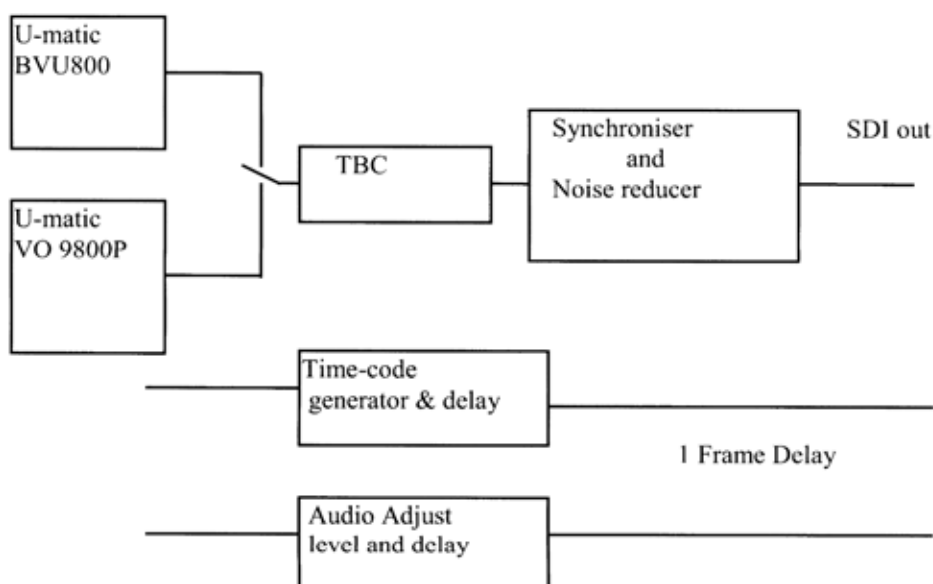 U-matic
BVU800
U-matic
VO 9800P
TBC
Synchroniser
and
Noise reducer
SDI out
Time-code
generator & delay
1 Frame Delay
Audio Adjust
level and delay